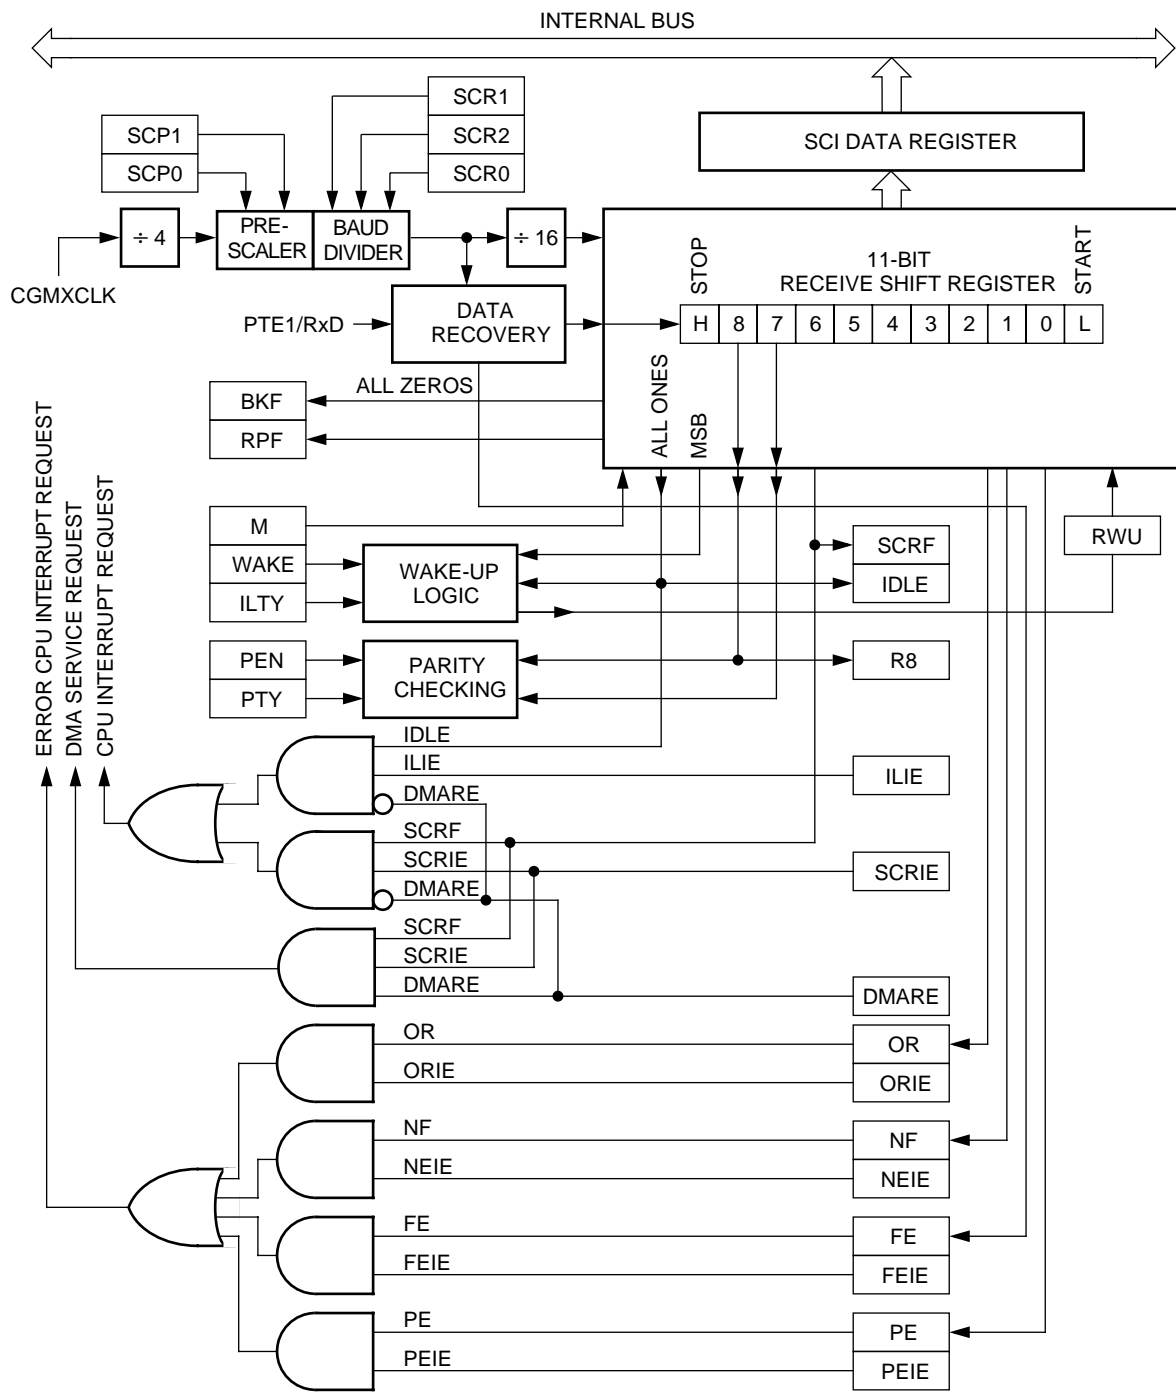 INTERNAL BUS
SCR1
SCP1
SCR2
SCI DATA REGISTER
SCP0
SCR0
÷ 4
PRE-
SCALER
BAUD
DIVIDER
÷ 16
STOP
11-BIT
RECEIVE SHIFT REGISTER
START
CGMXCLK
PTE1/RxD
DATA
RECOVERY
H 8 7 6 5 4 3 2 1 0 L
ALL ZEROS
BKF
RPF
ALL ONES
MSB
ERROR CPU INTERRUPT REQUEST
DMA SERVICE REQUEST
CPU INTERRUPT REQUEST
M
WAKE
ILTY
WAKE-UP
LOGIC
SCRF
IDLE
RWU
PEN
PTY
PARITY
CHECKING
R8
IDLE
ILIE
DMARE
ILIE
SCRF
SCRIE
DMARE
SCRIE
SCRF
SCRIE
DMARE
DMARE
OR
ORIE
OR
ORIE
NF
NEIE
NF
NEIE
FE
FEIE
FE
FEIE
PE
PEIE
PE
PEIE